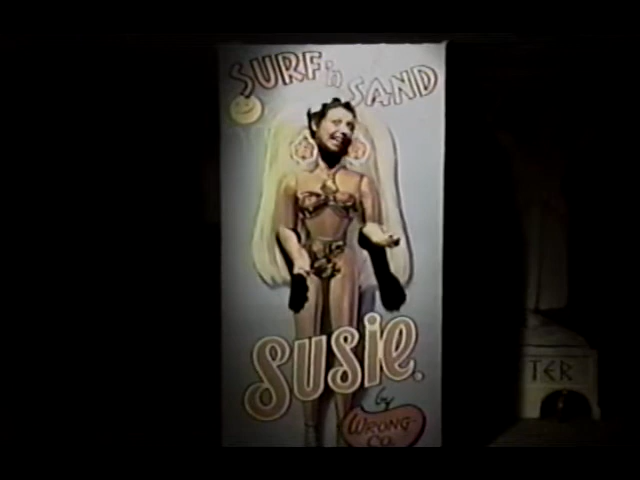 SURF 'n SAND
SUSIE.
by
WRONG-
CO.
TER